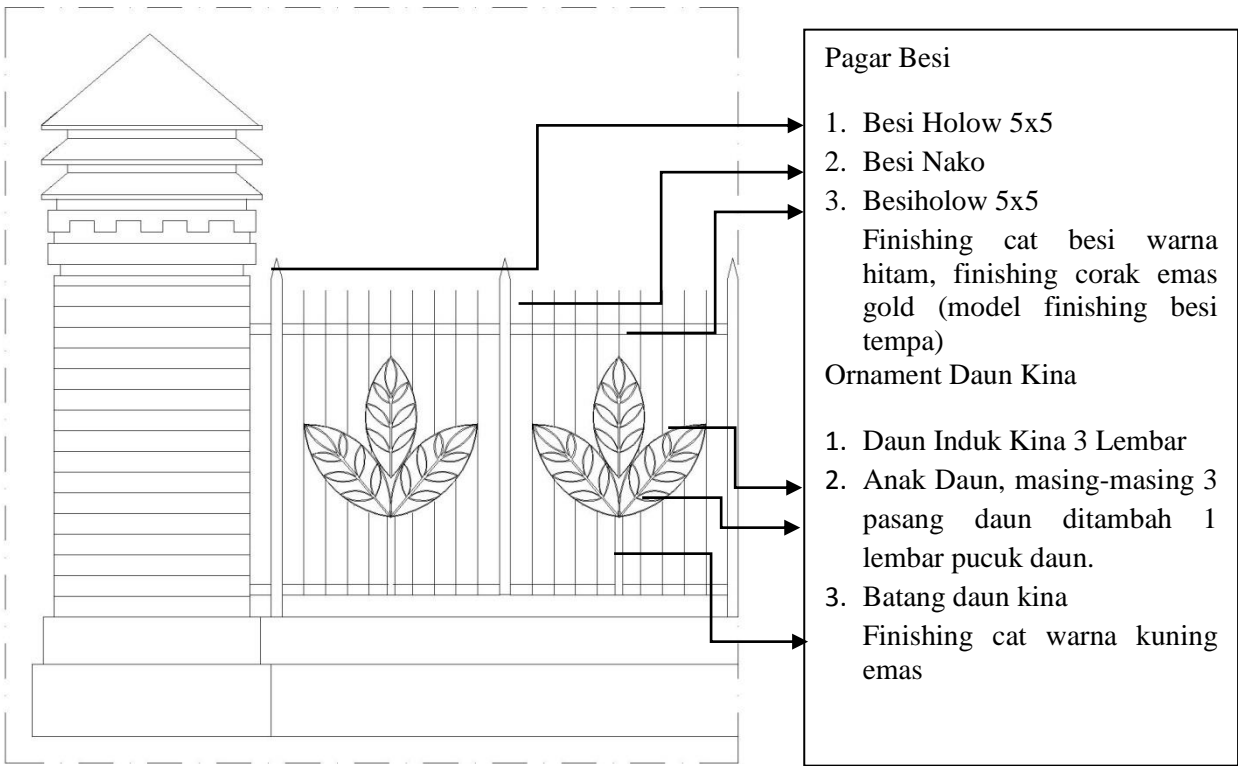 Pagar Besi
1. Besi Holow 5x5
2. Besi Nako
3. Besiholow 5x5
Finishing cat besi warna
hitam, finishing corak emas
gold (model finishing besi
tempa)
Ornament Daun Kina
1. Daun Induk Kina 3 Lembar
2. Anak Daun, masing-masing 3
pasang daun ditambah 1
lembar pucuk daun.
3. Batang daun kina
Finishing cat warna kuning
emas